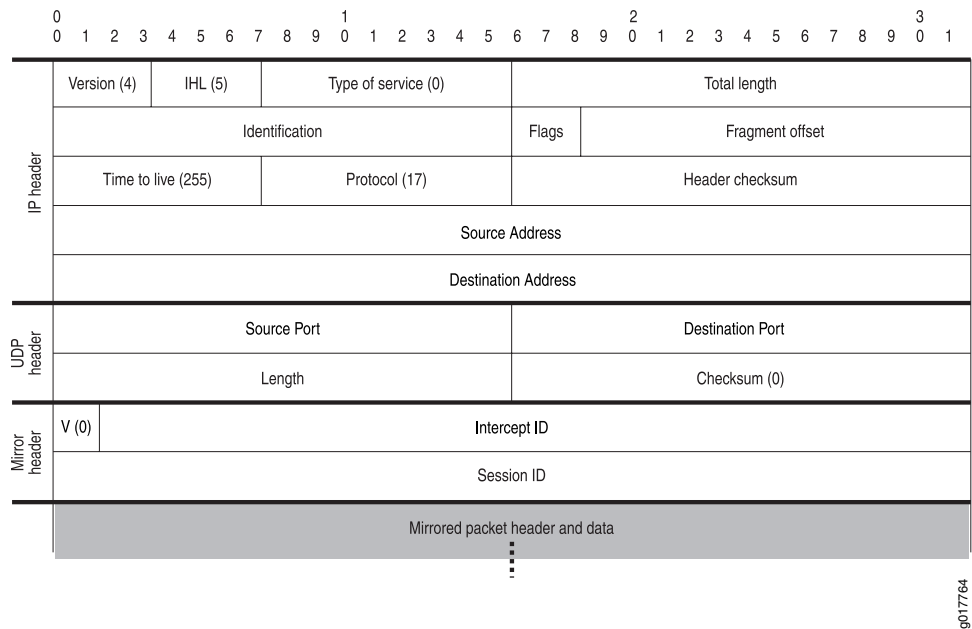 0 1 2 3
0 1 2 3 4 5 6 7 8 9 0 1 2 3 4 5 6 7 8 9 0 1 2 3 4 5 6 7 8 9 0 1
IP header
Version (4) IHL (5) Type of service (0) Total length
Identification Flags Fragment offset
Time to live (255) Protocol (17) Header checksum
Source Address
Destination Address
UDP
header
Source Port Destination Port
Length Checksum (0)
Mirror
header
V (0) Intercept ID
Session ID
Mirrored packet header and data
g017764